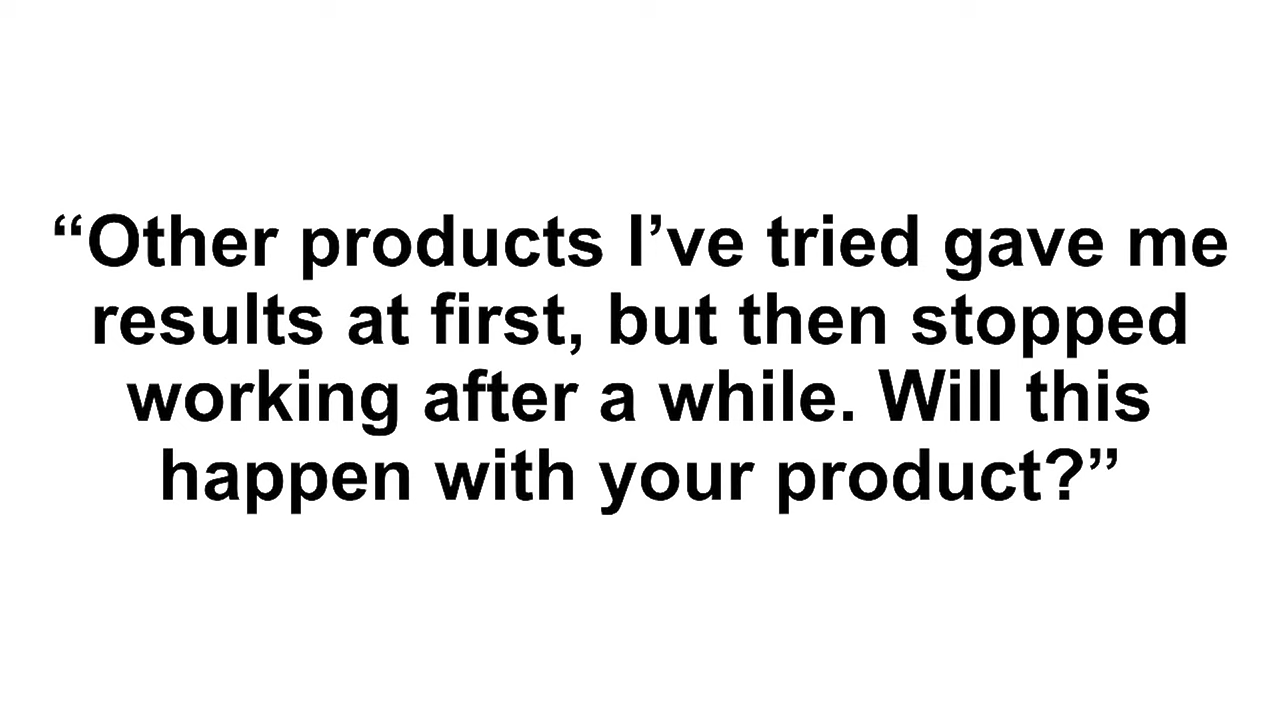 “Other products I’ve tried gave me
results at first, but then stopped
working after a while. Will this
happen with your product?”